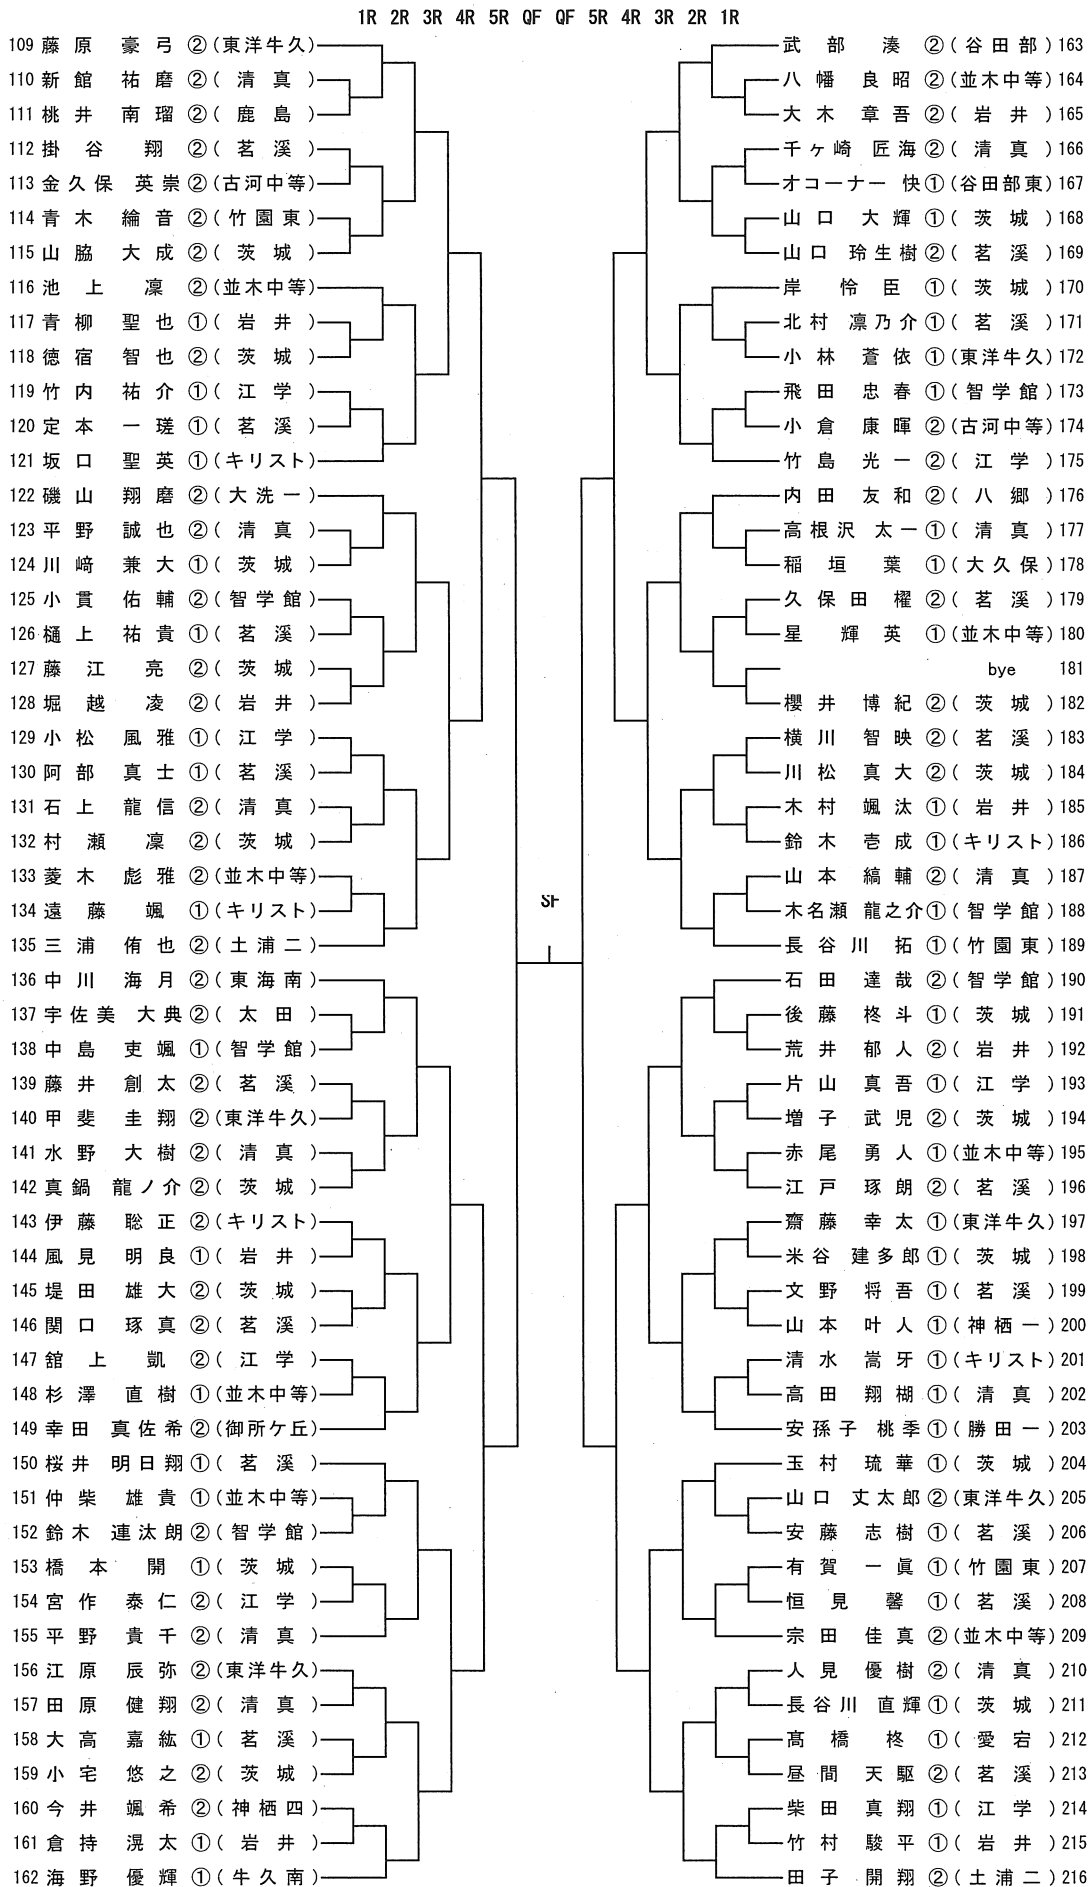 1R 2R 3R 4R 5R QF QF 5R 4R 3R 2R 1R
109 藤原 豪弓 ②(東洋牛久)
110 新館 祐磨 ②(清真)
111 桃井 南瑠 ②(鹿島)
112 掛谷 翔 ②(茗溪)
113 金久保 英崇 ②(古河中等)
114 青木 綸音 ②(竹園東)
115 山脇 大成 ②(茨城)
116 池上 凜 ②(並木中等)
117 青柳 聖也 ①(岩井)
118 徳宿 智也 ②(茨城)
119 竹内 祐介 ①(江学)
120 定本 一瑳 ①(茗溪)
121 坂口 聖英 ①(キリスト)
122 磯山 翔磨 ②(大洗一)
123 平野 誠也 ②(清真)
124 川﨑 兼大 ①(茨城)
125 小貫 佑輔 ②(智学館)
126 樋上 祐貴 ①(茗溪)
127 藤江 亮 ②(茨城)
128 堀越 凌 ②(岩井)
129 小松 風雅 ①(江学)
130 阿部 真士 ①(茗溪)
131 石上 龍信 ②(清真)
132 村瀬 凜 ②(茨城)
133 菱木 彪雅 ②(並木中等)
134 遠藤 颯 ①(キリスト)
135 三浦 侑也 ②(土浦二)
136 中川 海月 ②(東海南)
137 宇佐美 大典 ②(太田)
138 中島 吏颯 ①(智学館)
139 藤井 創太 ②(茗溪)
140 甲斐 圭翔 ②(東洋牛久)
141 水野 大樹 ②(清真)
142 真鍋 龍ノ介 ②(茨城)
143 伊藤 聡正 ②(キリスト)
144 風見 明良 ①(岩井)
145 堤田 雄大 ②(茨城)
146 関口 琢真 ②(茗溪)
147 舘上 凱 ②(江学)
148 杉澤 直樹 ①(並木中等)
149 幸田 真佐希 ②(御所ケ丘)
150 桜井 明日翔 ①(茗溪)
151 仲柴 雄貴 ①(並木中等)
152 鈴木 連汰朗 ②(智学館)
153 橋本 開 ①(茨城)
154 宮作 泰仁 ②(江学)
155 平野 貴千 ②(清真)
156 江原 辰弥 ②(東洋牛久)
157 田原 健翔 ②(清真)
158 大高 嘉紘 ①(茗溪)
159 小宅 悠之 ②(茨城)
160 今井 颯希 ②(神栖四)
161 倉持 滉太 ①(岩井)
162 海野 優輝 ①(牛久南)
SF
武部 湊 ②(谷田部) 163
八幡 良昭 ②(並木中等) 164
大木 章吾 ②(岩井) 165
千ヶ崎 匠海 ②(清真) 166
オコーナー 快 ①(谷田部東) 167
山口 大輝 ①(茨城) 168
山口 玲生樹 ②(茗溪) 169
岸 怜臣 ①(茨城) 170
北村 凛乃介 ①(茗溪) 171
小林 蒼依 ①(東洋牛久) 172
飛田 忠春 ①(智学館) 173
小倉 康暉 ②(古河中等) 174
竹島 光一 ②(江学) 175
内田 友和 ②(八郷) 176
高根沢 太一 ①(清真) 177
稲垣 葉 ①(大久保) 178
久保田 櫂 ②(茗溪) 179
星 輝英 ①(並木中等) 180
bye 181
櫻井 博紀 ②(茨城) 182
横川 智映 ②(茗溪) 183
川松 真大 ②(茨城) 184
木村 颯汰 ①(岩井) 185
鈴木 壱成 ①(キリスト) 186
山本 縞輔 ②(清真) 187
木名瀬 龍之介 ①(智学館) 188
長谷川 拓 ①(竹園東) 189
石田 達哉 ②(智学館) 190
後藤 柊斗 ①(茨城) 191
荒井 郁人 ②(岩井) 192
片山 真吾 ①(江学) 193
増子 武児 ②(茨城) 194
赤尾 勇人 ①(並木中等) 195
江戸 琢朗 ②(茗溪) 196
齋藤 幸太 ①(東洋牛久) 197
米谷 建多郎 ①(茨城) 198
文野 将吾 ①(茗溪) 199
山本 叶人 ①(神栖一) 200
清水 嵩牙 ①(キリスト) 201
高田 翔楜 ①(清真) 202
安孫子 桃季 ①(勝田一) 203
玉村 琉華 ①(茨城) 204
山口 丈太郎 ②(東洋牛久) 205
安藤 志樹 ①(茗溪) 206
有賀 一眞 ①(竹園東) 207
恒見 馨 ①(茗溪) 208
宗田 佳真 ②(並木中等) 209
人見 優樹 ②(清真) 210
長谷川 直輝 ①(茨城) 211
髙橋 柊 ①(愛宕) 212
昼間 天駆 ②(茗溪) 213
柴田 真翔 ①(江学) 214
竹村 駿平 ①(岩井) 215
田子 開翔 ②(土浦二) 216